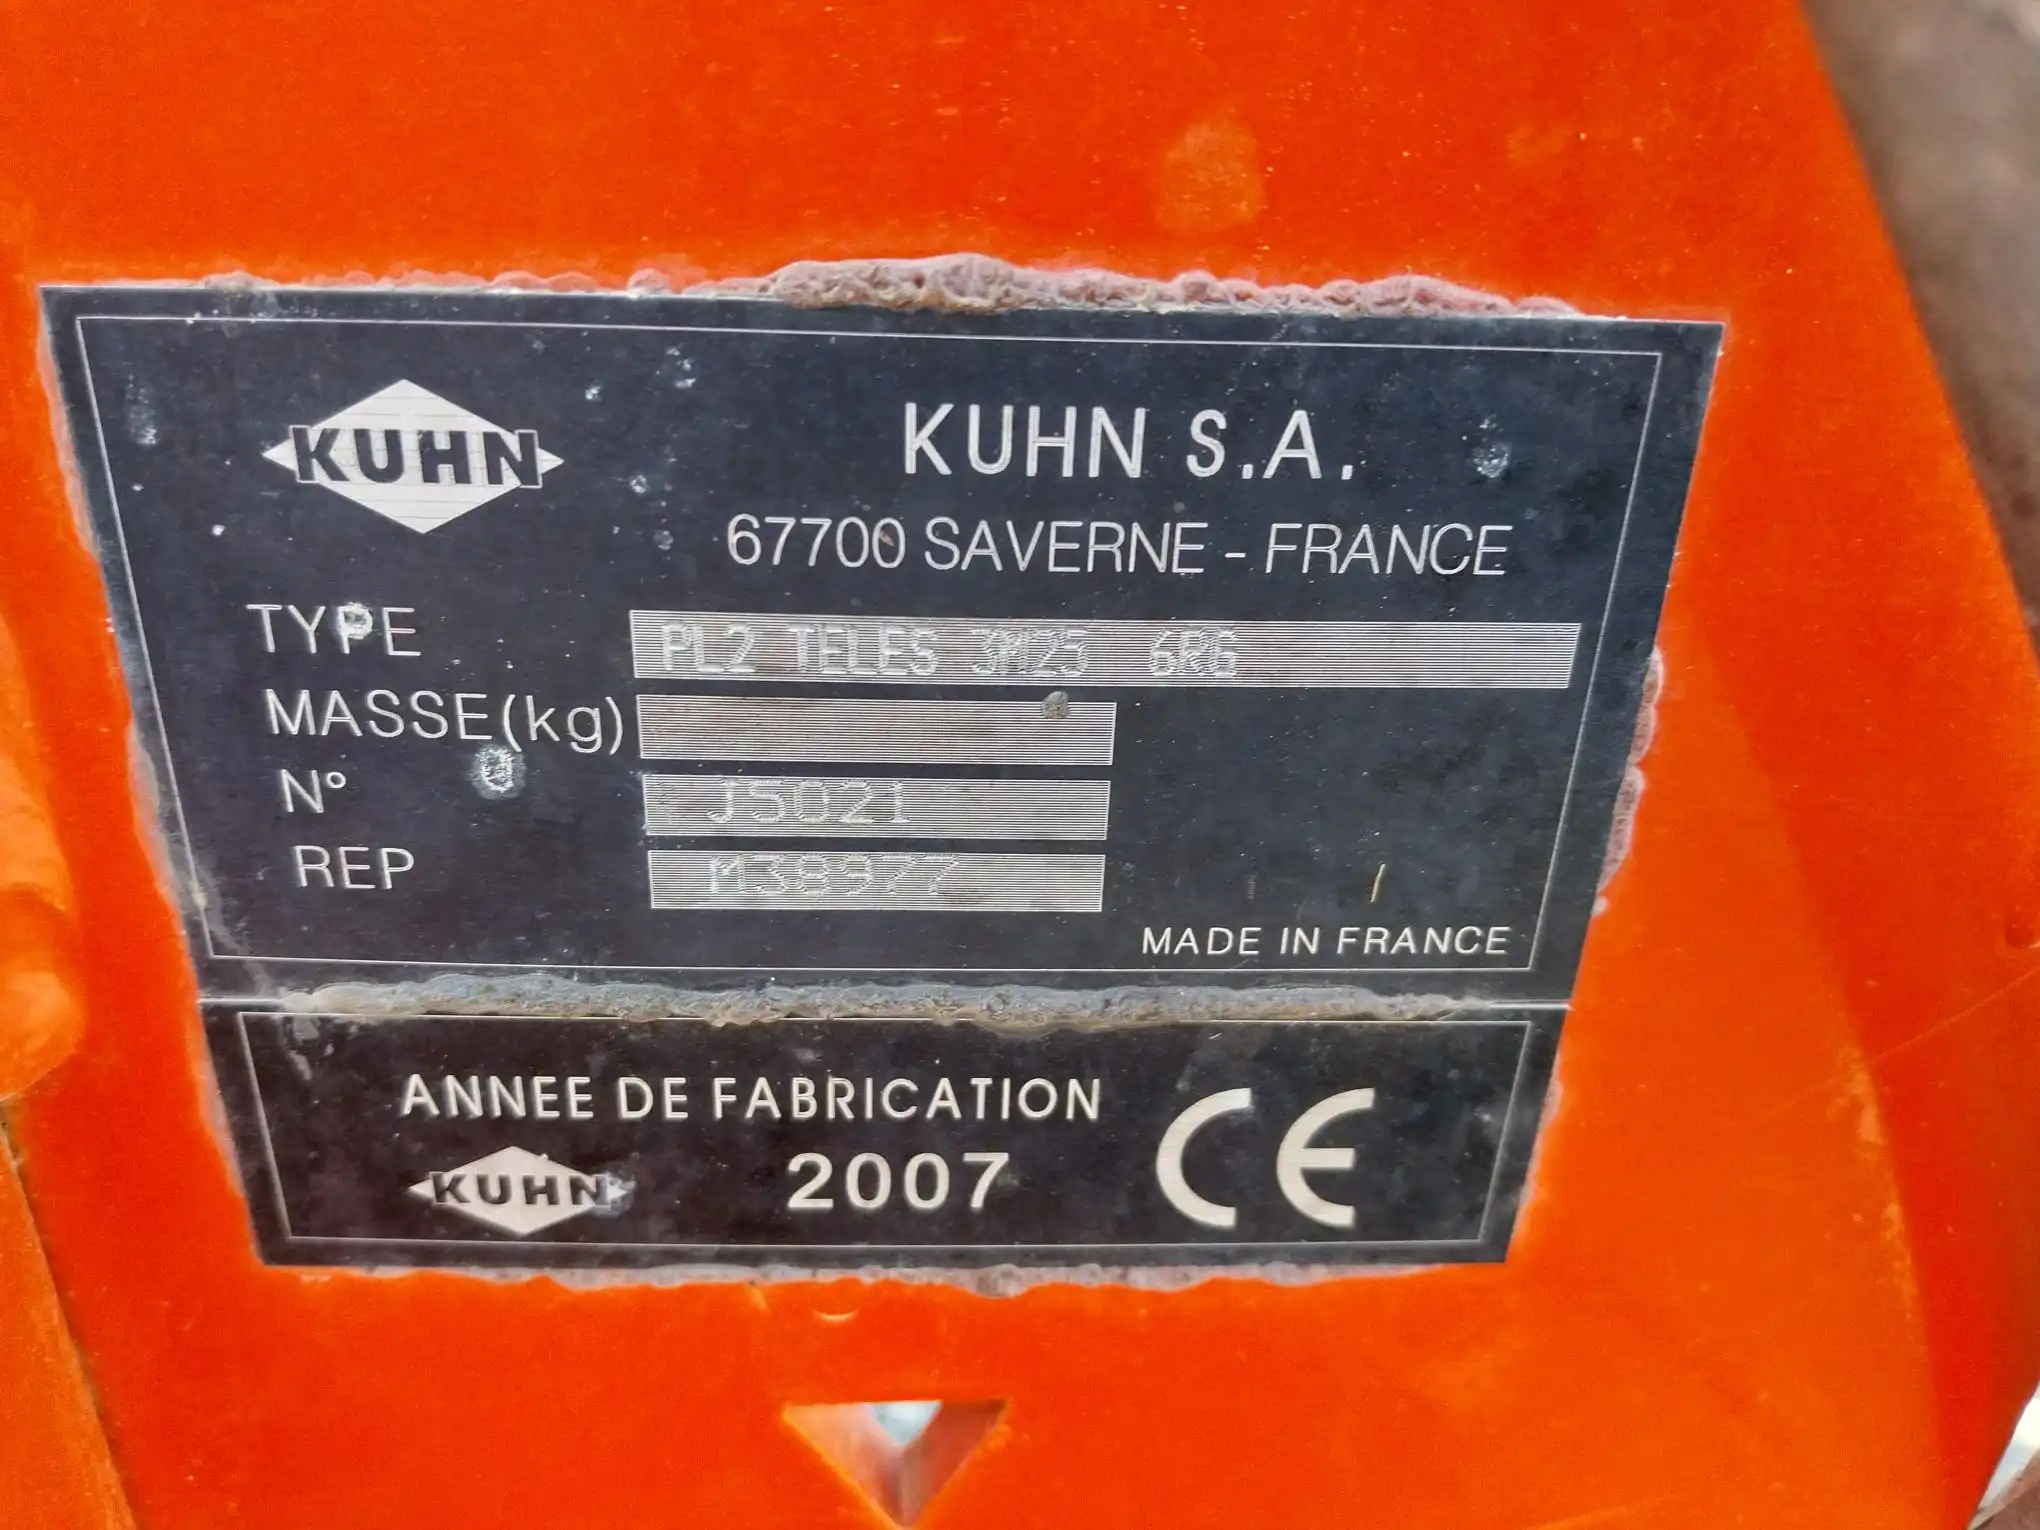 KUHN
KUHN S.A.
67700 SAVERNE - FRANCE
TYPE PL2 TELES 3M25 6RG
MASSE(kg)
N° J5021
REP M38977
MADE IN FRANCE
ANNEE DE FABRICATION
KUHN 2007 CE